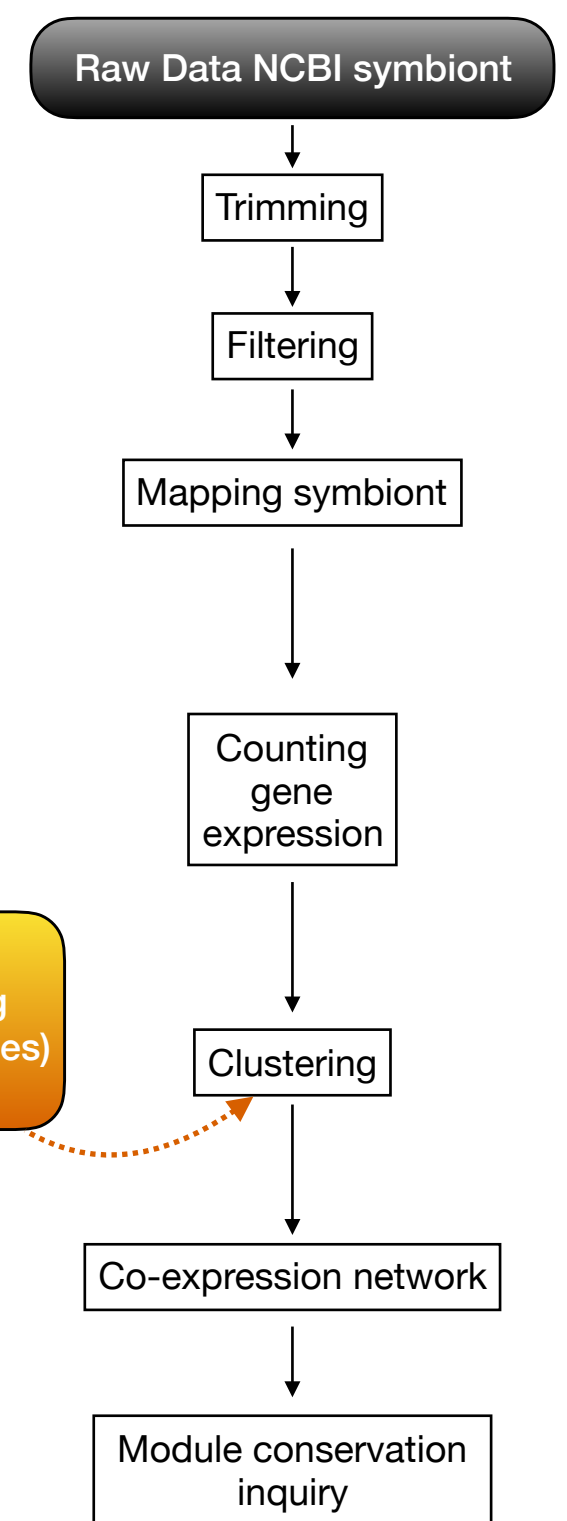 Raw Data NCBI symbiont
Trimming
Filtering
Mapping symbiont
Counting
gene
expression
Clustering
Co-expression network
Module conservation
inquiry